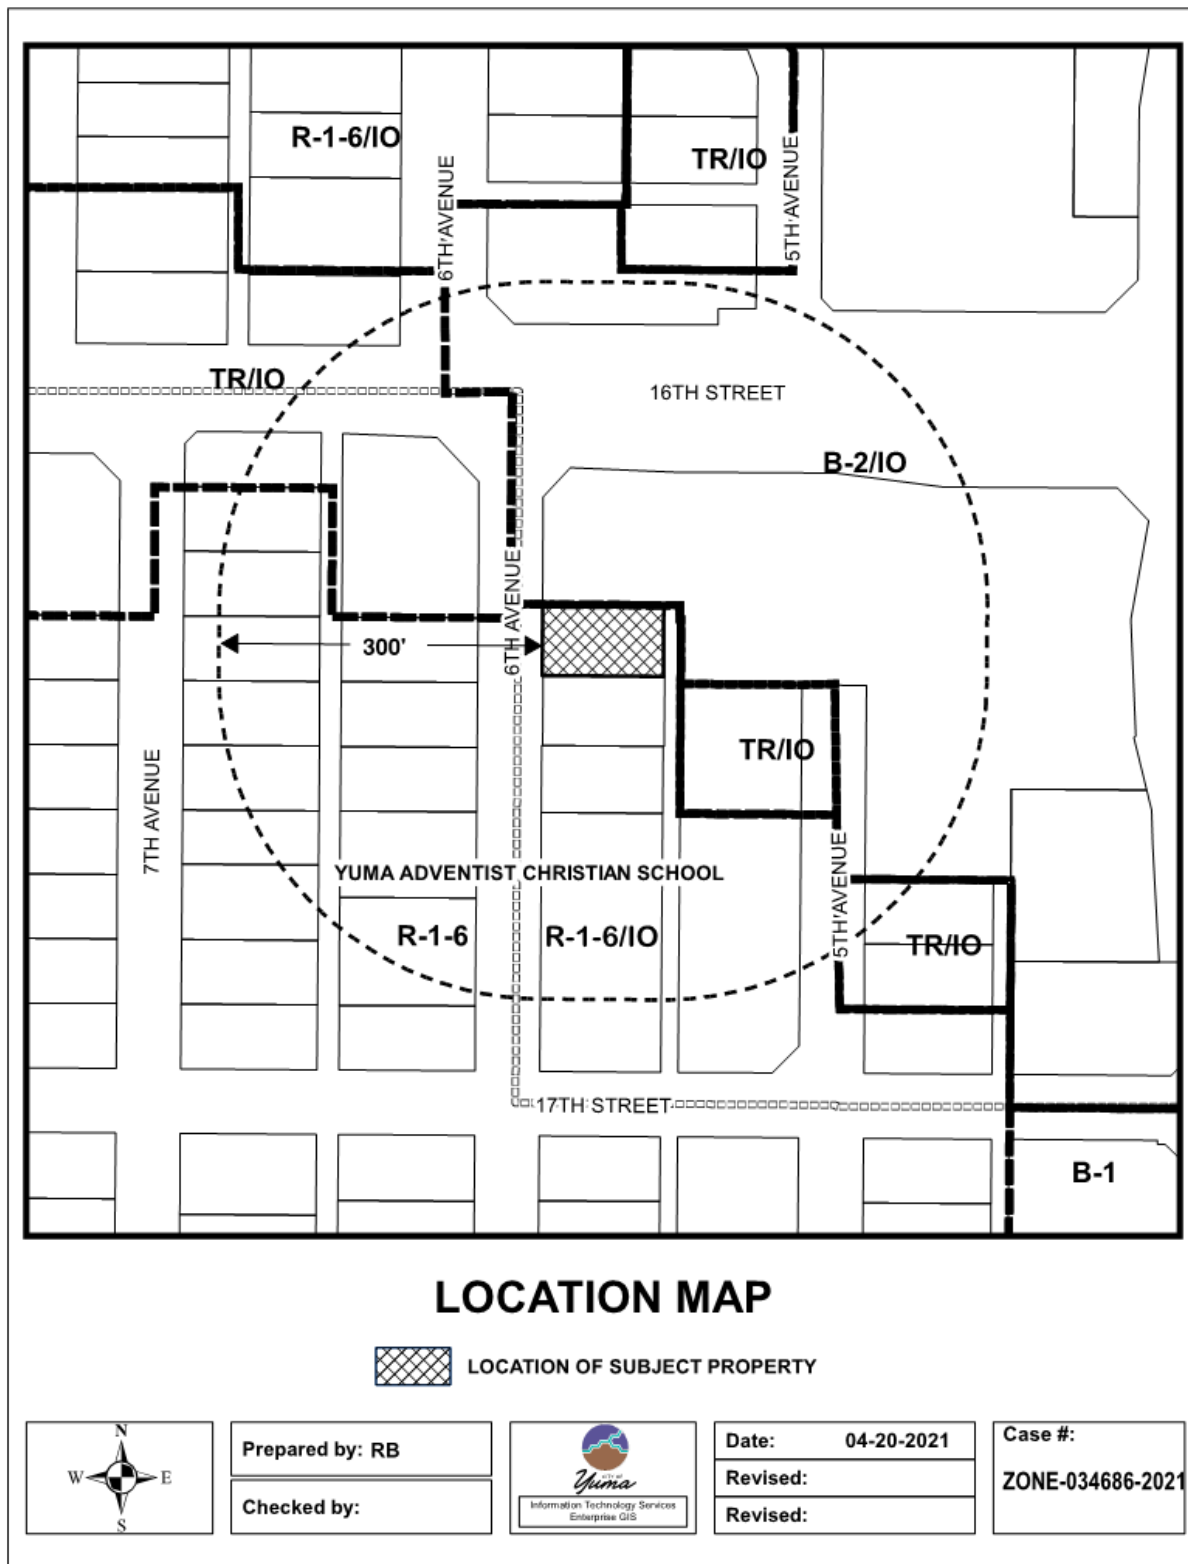 R-1-6/IO
TR/IO
6TH AVENUE
5TH AVENUE
TR/IO
16TH STREET
B-2/IO
6TH AVENUE
300'
TR/IO
7TH AVENUE
YUMA ADVENTIST CHRISTIAN SCHOOL
5TH AVENUE
R-1-6
R-1-6/IO
TR/IO
17TH STREET
B-1
LOCATION MAP
LOCATION OF SUBJECT PROPERTY
N
W E
S
Prepared by: RB
Checked by:
CITY OF
Yuma
Information Technology Services
Enterprise GIS
Date: 04-20-2021
Revised:
Revised:
Case #:
ZONE-034686-2021